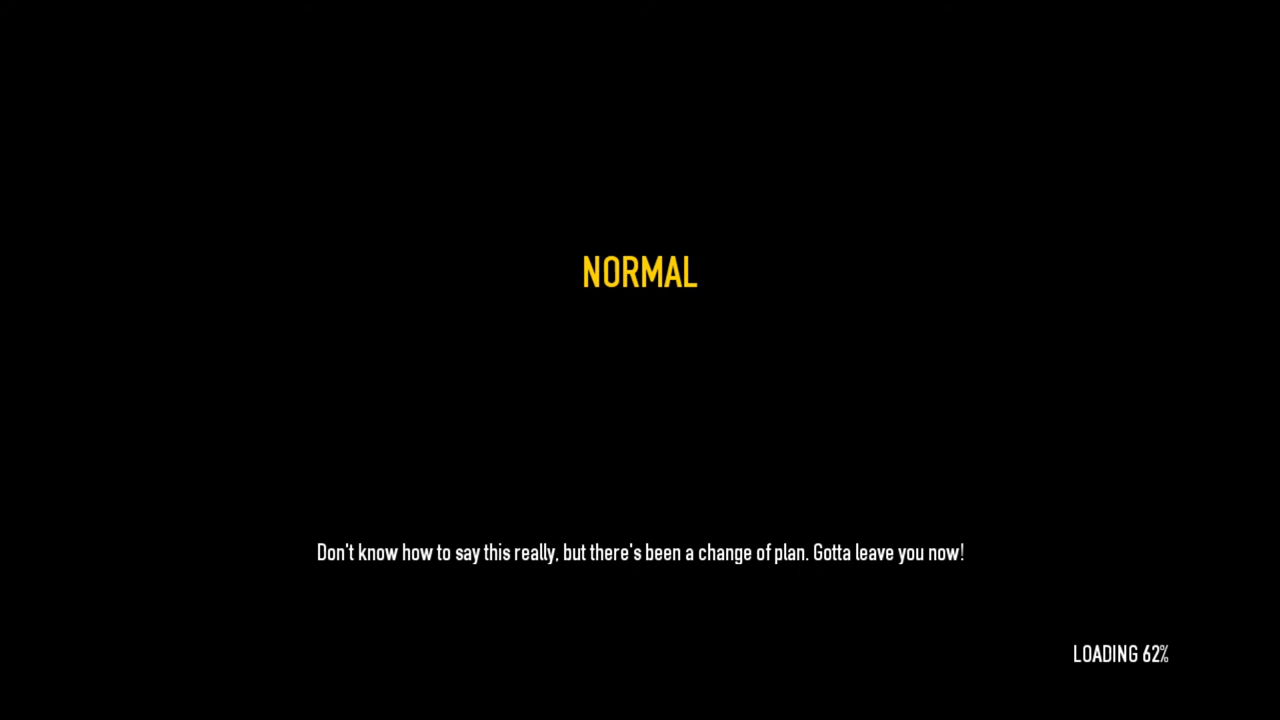 NORMAL
Don't know how to say this really, but there's been a change of plan. Gotta leave you now!
LOADING 62%